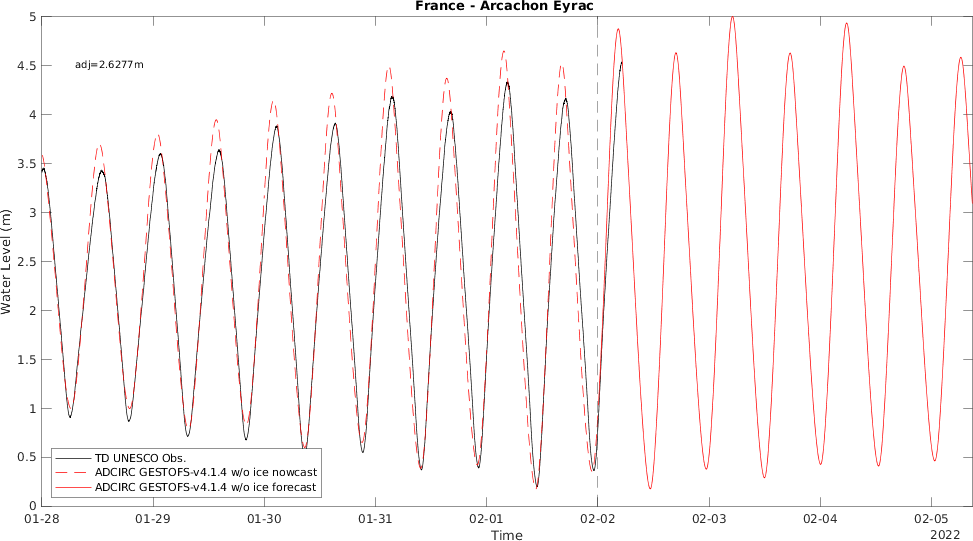 France - Arcachon Eyrac
5
4.5
4
3.5
3
2.5
2
1.5
1
0.5
0
Water Level (m)
adj=2.6277m
TD UNESCO Obs.
ADCIRC GESTOFS-v4.1.4 w/o ice nowcast
ADCIRC GESTOFS-v4.1.4 w/o ice forecast
01-28 01-29 01-30 01-31 02-01 02-02 02-03 02-04 02-05
Time
2022